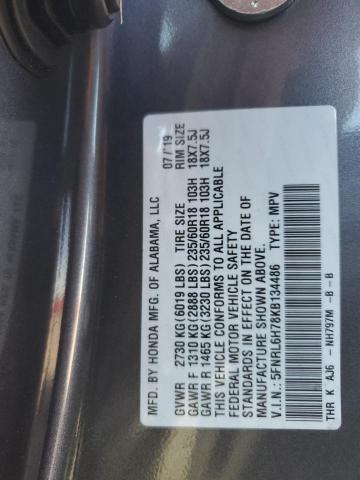 MFD. BY HONDA MFG. OF ALABAMA, LLC 07/'19
GVWR 2730 KG(6019 LBS) TIRE SIZE RIM SIZE
GAWR F 1310 KG(2888 LBS)235/60R18 103H 18X7.5J
GAWR R 1465 KG(3230 LBS)235/60R18 103H 18X7.5J
THIS VEHICLE CONFORMS TO ALL APPLICABLE
FEDERAL MOTOR VEHICLE SAFETY
STANDARDS IN EFFECT ON THE DATE OF
MANUFACTURE SHOWN ABOVE.
V.I.N.: 5FNRL6H78KB134486 TYPE: MPV
THR K AJ6 -NH797M -B -B